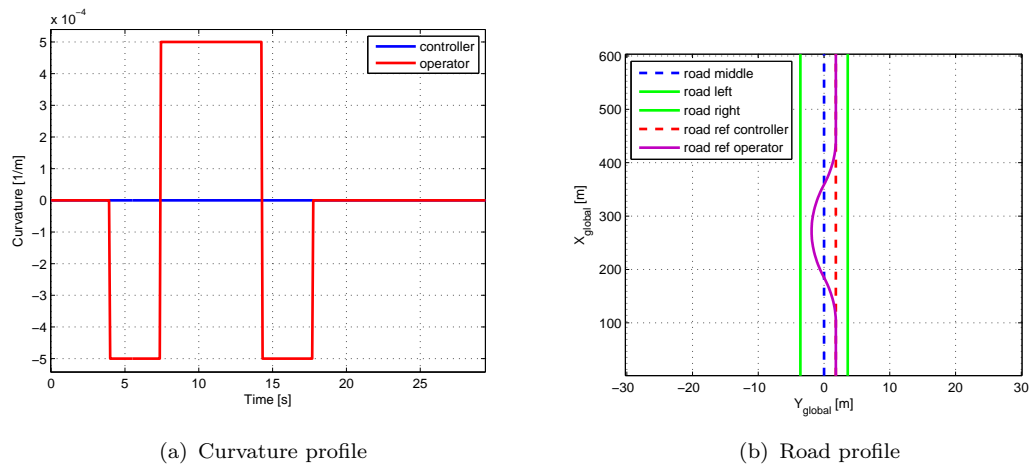 x 10⁻⁴
5
4
3
2
1
0
−1
−2
−3
−4
−5
Curvature [1/m]
0
5
10
15
20
25
Time [s]
controller
operator
(a) Curvature profile
600
500
400
300
200
100
X_global [m]
−30
−20
−10
0
10
20
30
Y_global [m]
road middle
road left
road right
road ref controller
road ref operator
(b) Road profile